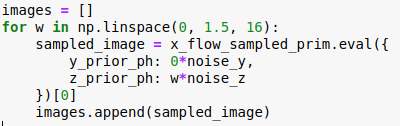 images = []
for w in np.linspace(0, 1.5, 16):
    sampled_image = x_flow_sampled_prim.eval({
        y_prior_ph: 0*noise_y,
        z_prior_ph: w*noise_z
    })[0]
    images.append(sampled_image)